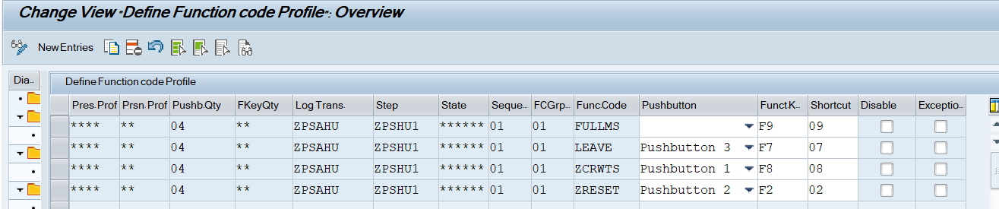 Change View "Define Function code Profile": Overview
New Entries
Dia...
Define Function code Profile
Pres.Prof Prsn.Prof Pushb.Qty FKeyQty Log Trans. Step State Seque... FCGrp... Func.Code Pushbutton Funct.K... Shortcut Disable Exceptio...
**** ** 04 ** ZPSAHU ZPSHU1 ****** 01 01 FULLMS F9 09
**** ** 04 ** ZPSAHU ZPSHU1 ****** 01 01 LEAVE Pushbutton 3 F7 07
**** ** 04 ** ZPSAHU ZPSHU1 ****** 01 01 ZCRWTS Pushbutton 1 F8 08
**** ** 04 ** ZPSAHU ZPSHU1 ****** 01 01 ZRESET Pushbutton 2 F2 02